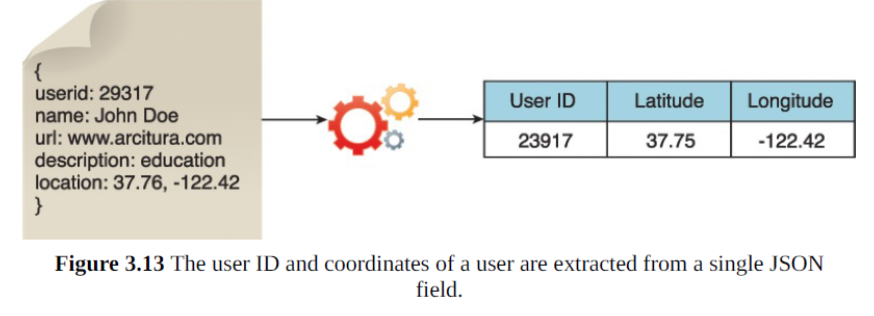 {
userid: 29317
name: John Doe
url: www.arcitura.com
description: education
location: 37.76, -122.42
}
User ID Latitude Longitude
23917 37.75 -122.42
Figure 3.13 The user ID and coordinates of a user are extracted from a single JSON
field.